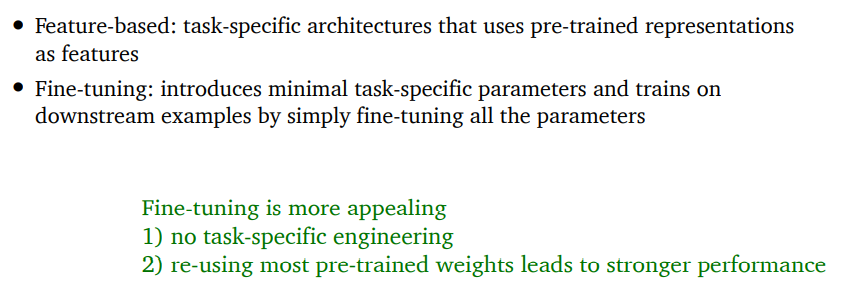 • Feature-based: task-specific architectures that uses pre-trained representations
as features
• Fine-tuning: introduces minimal task-specific parameters and trains on
downstream examples by simply fine-tuning all the parameters
Fine-tuning is more appealing
1) no task-specific engineering
2) re-using most pre-trained weights leads to stronger performance